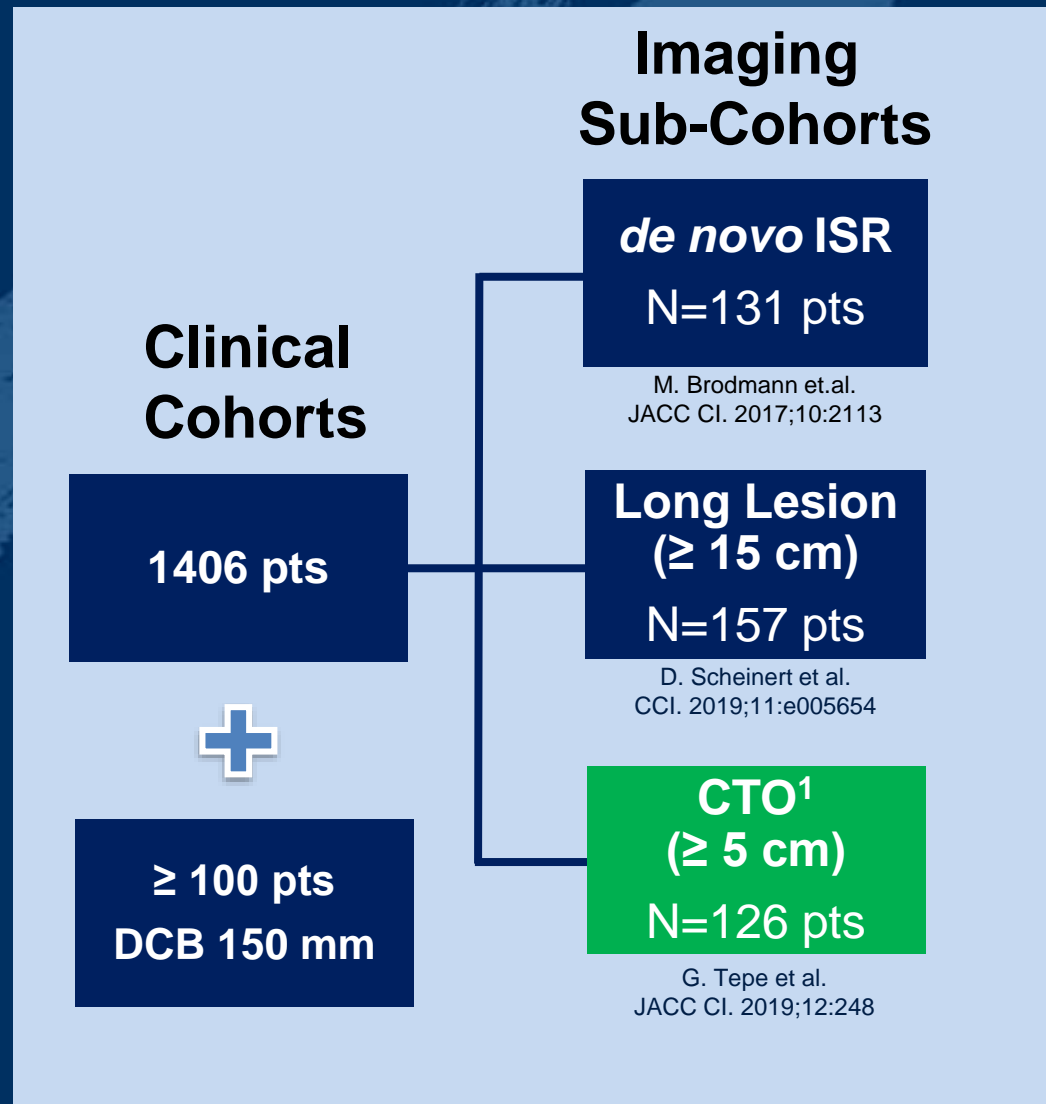 Clinical
Cohorts
1406 pts
≥ 100 pts
DCB 150 mm
Imaging
Sub-Cohorts
de novo ISR
N=131 pts
M. Brodmann et.al.
JACC CI. 2017;10:2113
Long Lesion
(≥ 15 cm)
N=157 pts
D. Scheinert et al.
CCI. 2019;11:e005654
CTO¹
(≥ 5 cm)
N=126 pts
G. Tepe et al.
JACC CI. 2019;12:248